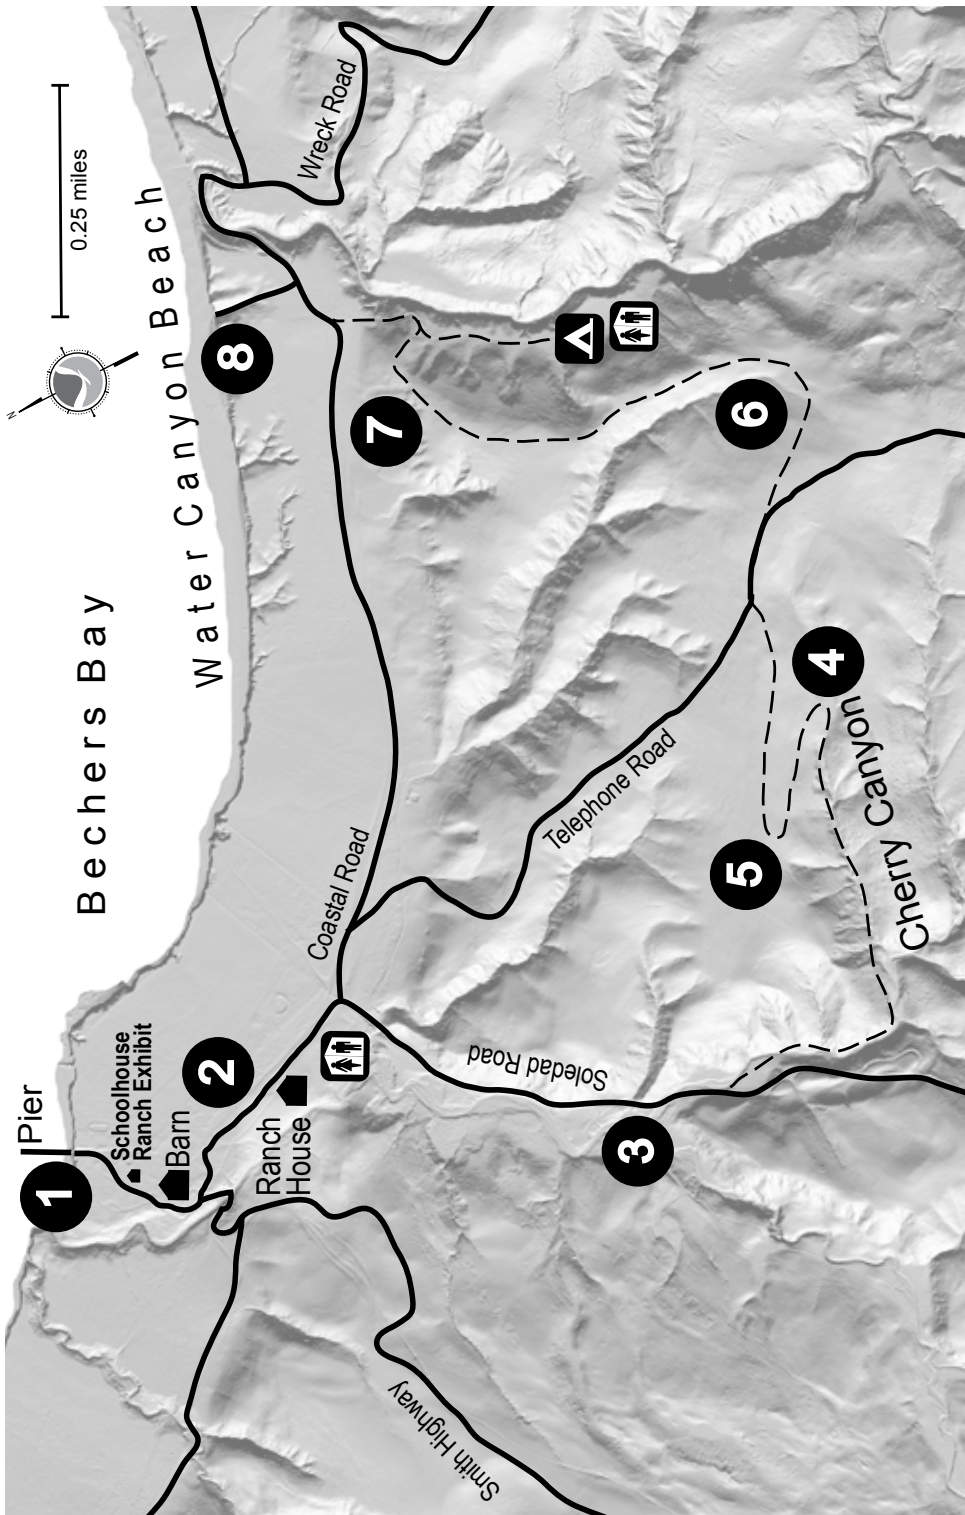 Pier
1
Schoolhouse
Ranch Exhibit
Barn
2
Ranch
House
Bechers Bay
Water Canyon Beach
N
0.25 miles
8
Wreck Road
Coastal Road
7
Soledad Road
3
Telephone Road
Smith Highway
6
5
4
Cherry Canyon